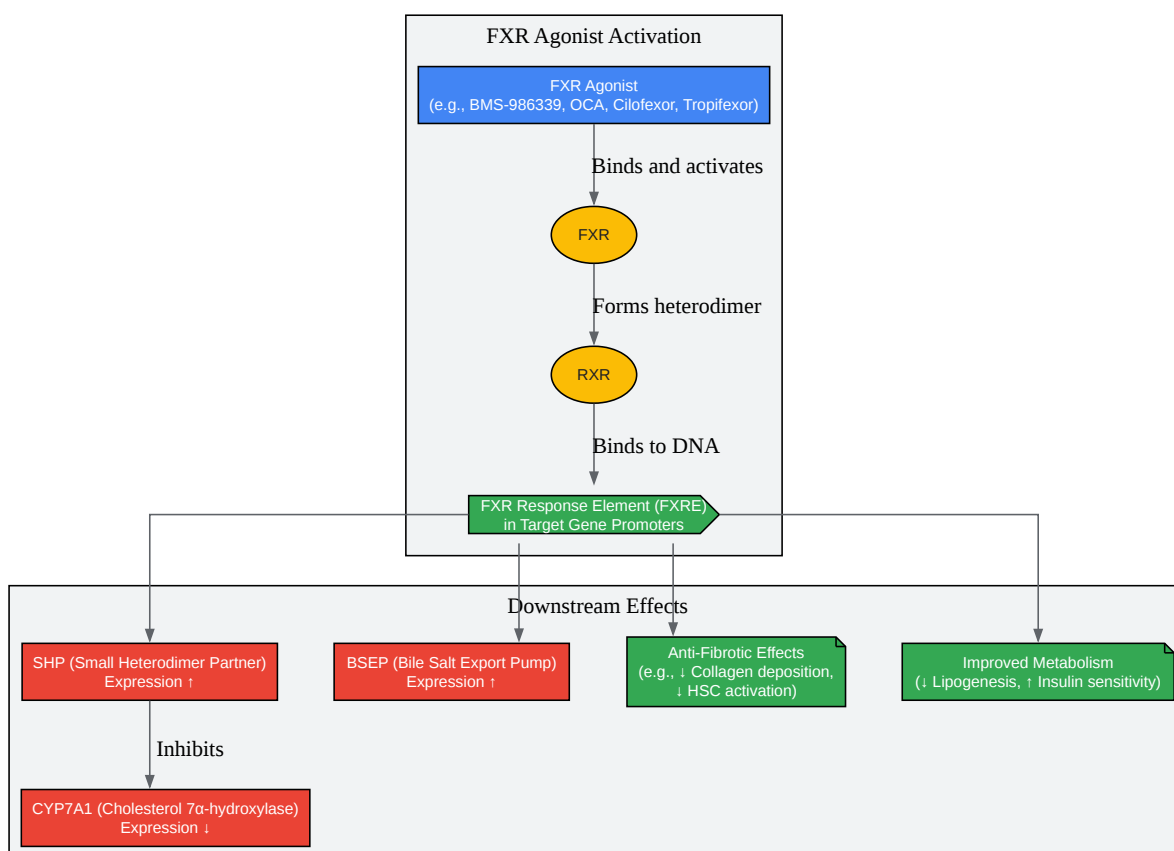 FXR Agonist Activation
FXR Agonist
(e.g., BMS-986339, OCA, Cilofexor, Tropifexor)
Binds and activates
FXR
Forms heterodimer
RXR
Binds to DNA
FXR Response Element (FXRE)
in Target Gene Promoters
Downstream Effects
SHP (Small Heterodimer Partner)
Expression ↑
BSEP (Bile Salt Export Pump)
Expression ↑
Anti-Fibrotic Effects
(e.g., ↓ Collagen deposition,
↓ HSC activation)
Improved Metabolism
(↓ Lipogenesis, ↑ Insulin sensitivity)
Inhibits
CYP7A1 (Cholesterol 7α-hydroxylase)
Expression ↓